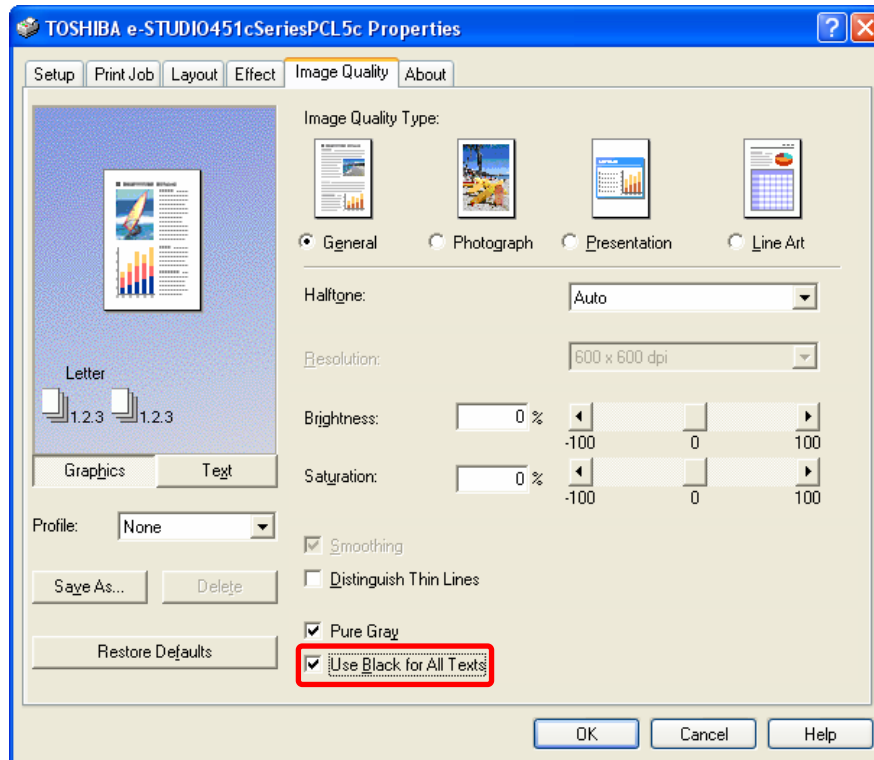 TOSHIBA e-STUDIO451cSeriesPCL5c Properties
Setup Print Job Layout Effect Image Quality About
Image Quality Type:
General Photograph Presentation Line Art
Halftone: Auto
Resolution: 600 x 600 dpi
Letter
1.2.3 1.2.3
Brightness: 0 %
-100 0 100
Graphics Text
Saturation: 0 %
-100 0 100
Profile: None
Smoothing
Save As... Delete
Distinguish Thin Lines
Pure Gray
Restore Defaults
Use Black for All Texts
OK Cancel Help